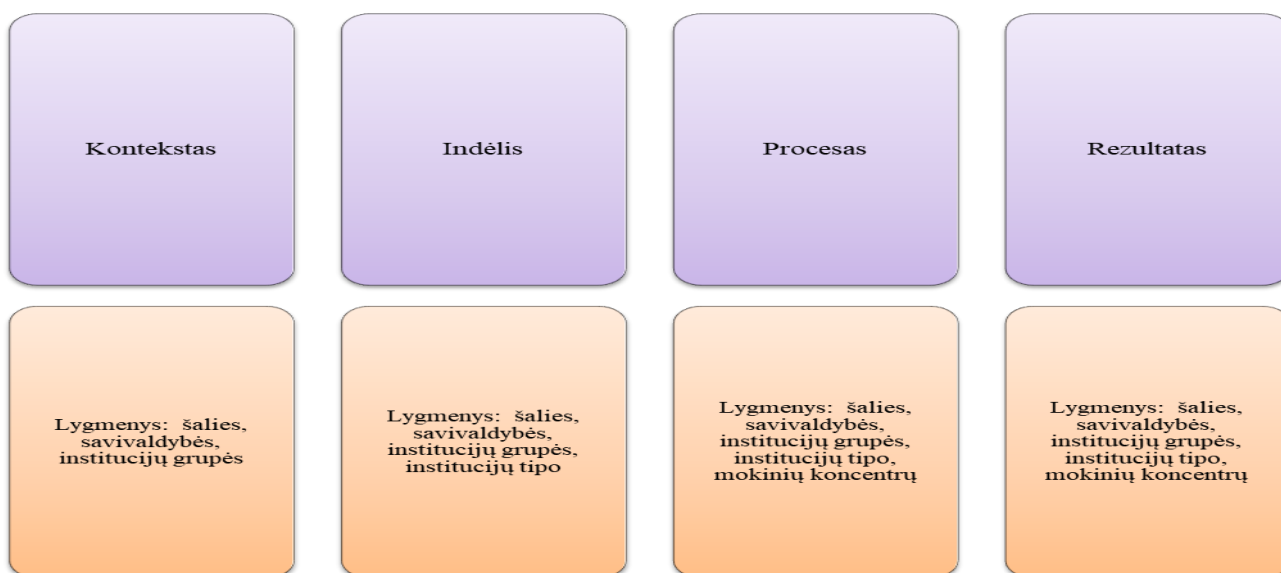 Kontekstas
Indėlis
Procesas
Rezultatas
Lygmenys:  šalies,
savivaldybės,
institucijų grupės
Lygmenys:  šalies,
savivaldybės,
institucijų grupės,
institucijų tipo
Lygmenys:  šalies,
savivaldybės,
institucijų grupės,
institucijų tipo,
mokinių koncentrų
Lygmenys:  šalies,
savivaldybės,
institucijų grupės,
institucijų tipo,
mokinių koncentrų